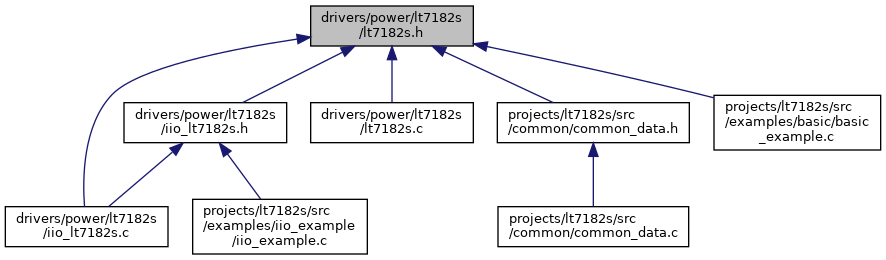 drivers/power/lt7182s
/lt7182s.h
drivers/power/lt7182s
/iio_lt7182s.h
drivers/power/lt7182s
/lt7182s.c
projects/lt7182s/src
/common/common_data.h
projects/lt7182s/src
/examples/basic/basic
_example.c
drivers/power/lt7182s
/iio_lt7182s.c
projects/lt7182s/src
/examples/iio_example
/iio_example.c
projects/lt7182s/src
/common/common_data.c